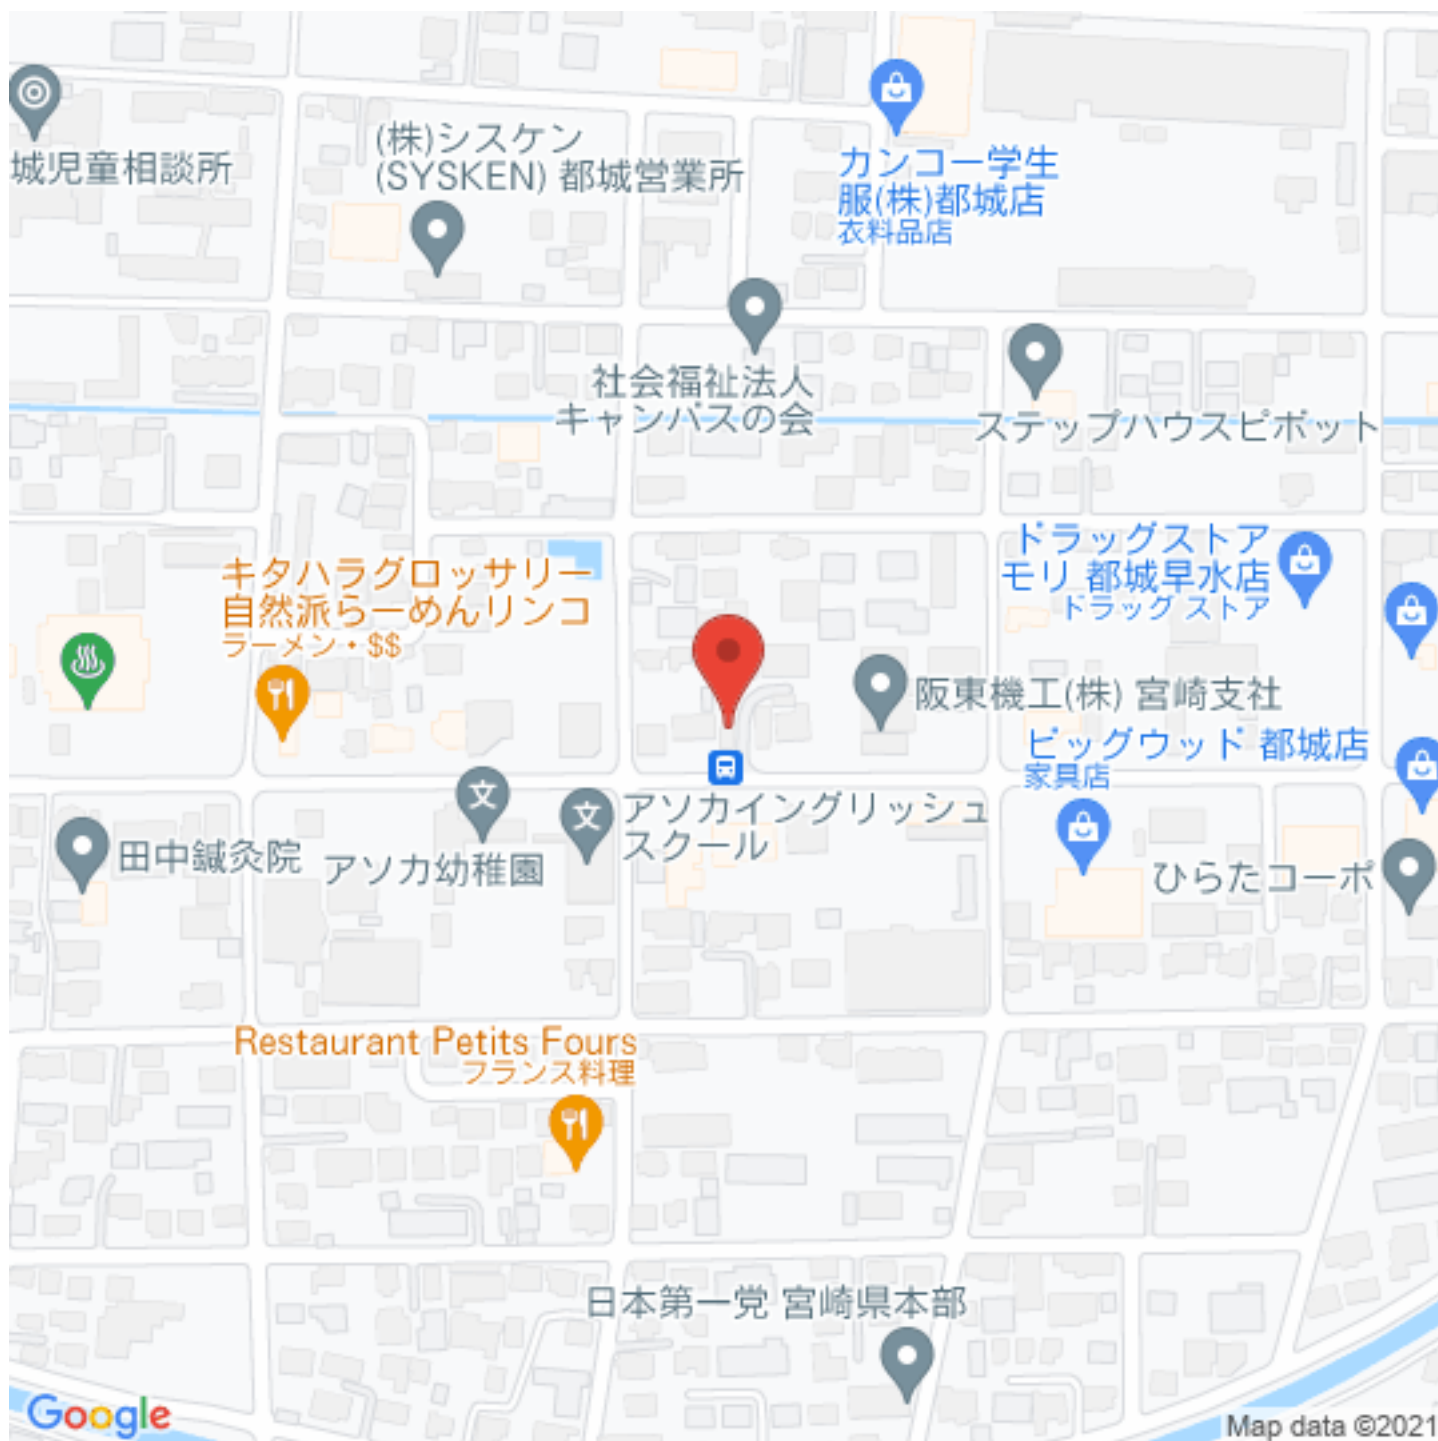 城児童相談所
(株)シスケン
(SYSKEN) 都城営業所
カンコー学生
服(株)都城店
衣料品店
社会福祉法人
キャンバスの会
ステップハウスピボット
キタハラグロッサリー
自然派らーめんリンコ
ラーメン・$$
ドラッグストア
モリ 都城早水店
ドラッグ ストア
阪東機工(株) 宮崎支社
ビッグウッド 都城店
家具店
アソカイングリッシュ
スクール
文
文
田中鍼灸院
アソカ幼稚園
ひらたコーポ
Restaurant Petits Fours
フランス料理
日本第一党 宮崎県本部
Google
Map data ©2021